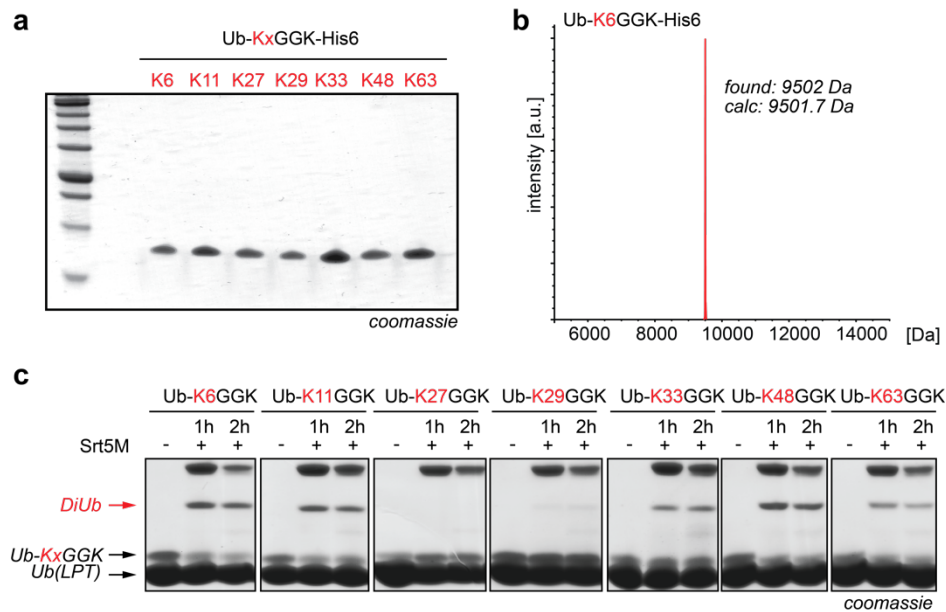 a
Ub-KxGGK-His6
K6 K11 K27 K29 K33 K48 K63
coomassie
b
Ub-K6GGK-His6
found: 9502 Da
calc: 9501.7 Da
intensity [a.u.]
6000 8000 10000 12000 14000 [Da]
c
Ub-K6GGK Ub-K11GGK Ub-K27GGK Ub-K29GGK Ub-K33GGK Ub-K48GGK Ub-K63GGK
1h 2h 1h 2h 1h 2h 1h 2h 1h 2h 1h 2h 1h 2h
Srt5M - + + - + + - + + - + + - + + - + + - + +
DiUb
Ub-KxGGK
Ub(LPT)
coomassie